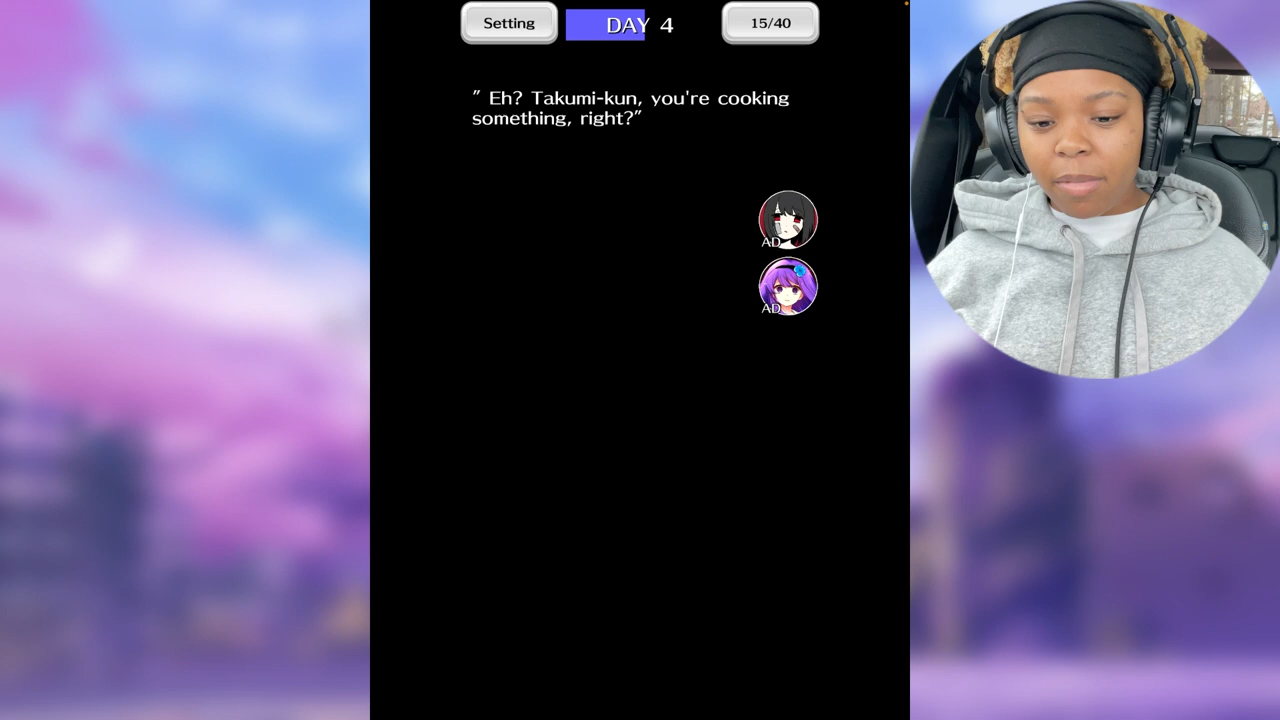 Setting
DAY 4
15/40
" Eh? Takumi-kun, you're cooking
something, right?"
AD
AD